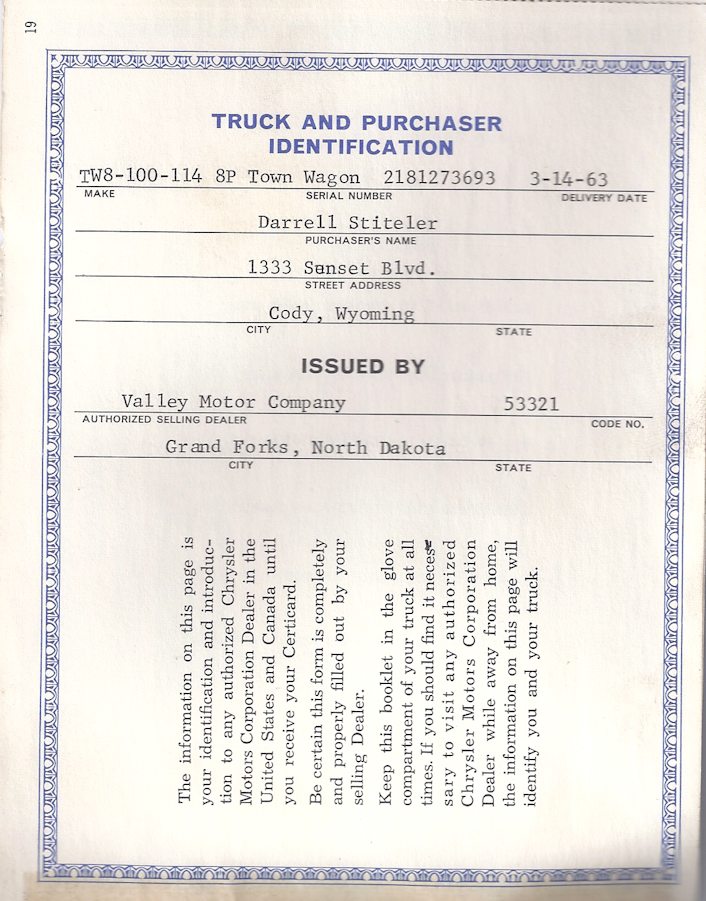 19
TRUCK AND PURCHASER
IDENTIFICATION
TW8-100-114 8P Town Wagon 2181273693 3-14-63
MAKE SERIAL NUMBER DELIVERY DATE
Darrell Stiteler
PURCHASER'S NAME
1333 Sunset Blvd.
STREET ADDRESS
Cody, Wyoming
CITY STATE
ISSUED BY
Valley Motor Company 53321
AUTHORIZED SELLING DEALER CODE NO.
Grand Forks, North Dakota
CITY STATE
The information on this page is
your identification and introduc-
tion to any authorized Chrysler
Motors Corporation Dealer in the
United States and Canada until
you receive your Certicard.
Be certain this form is completely
and properly filled out by your
selling Dealer.
Keep this booklet in the glove
compartment of your truck at all
times. If you should find it neces-
sary to visit any authorized
Chrysler Motors Corporation
Dealer while away from home,
the information on this page will
identify you and your truck.